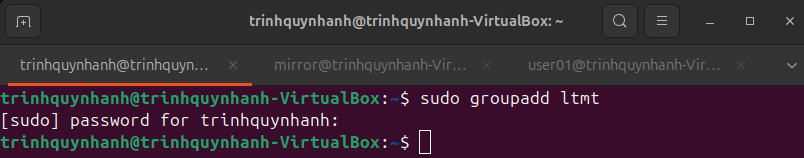 trinhquynhanh@trinhquynhanh-VirtualBox: ~
trinhquynhanh@trinhquyn...
mirror@trinhquynhanh-Vir...
user01@trinhquynhanh-Vir...
trinhquynhanh@trinhquynhanh-VirtualBox:~$ sudo groupadd ltmt
[sudo] password for trinhquynhanh:
trinhquynhanh@trinhquynhanh-VirtualBox:~$